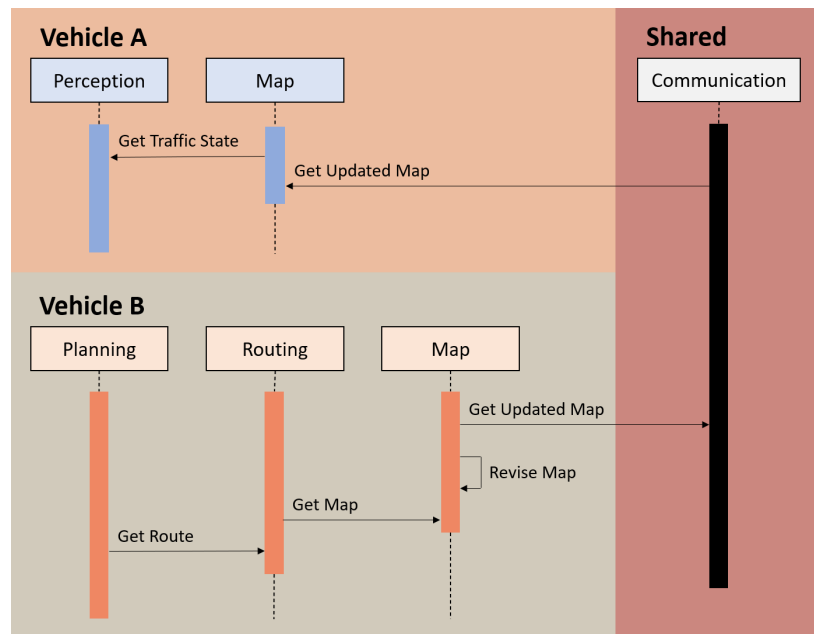 Vehicle A
Shared
Perception
Map
Communication
Get Traffic State
Get Updated Map
Vehicle B
Planning
Routing
Map
Get Updated Map
Revise Map
Get Map
Get Route